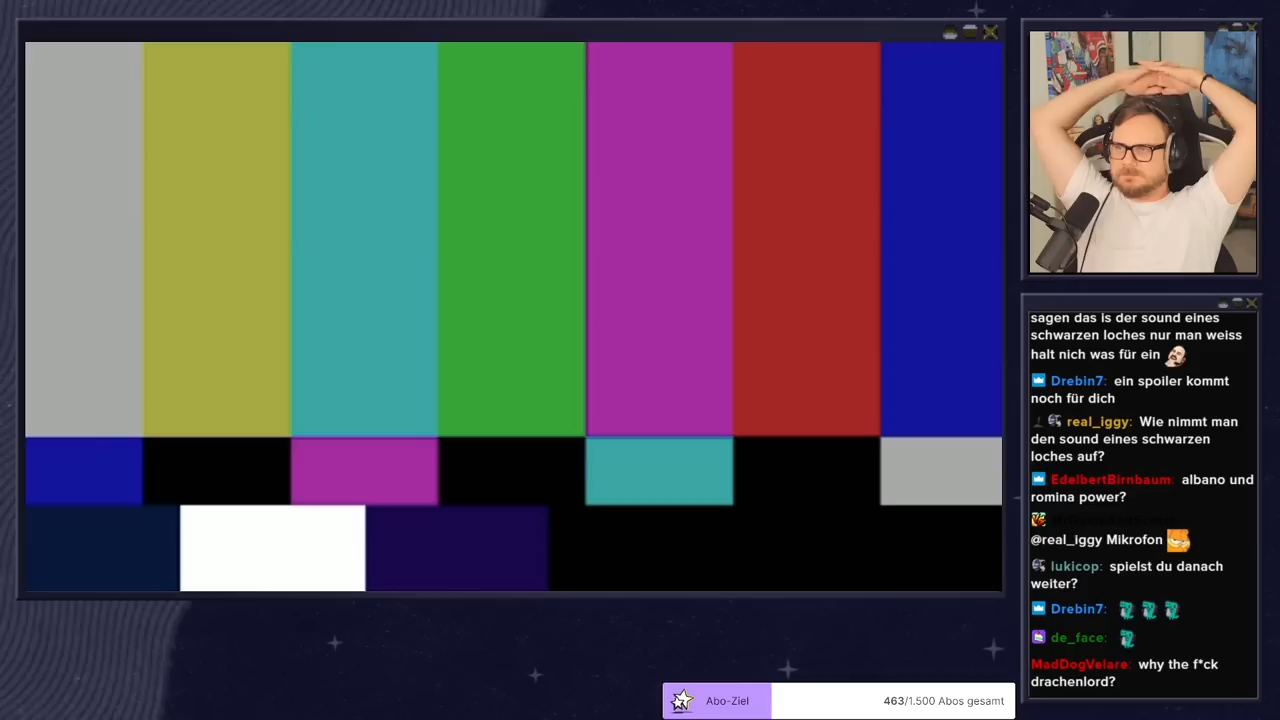 sagen das is der sound eines
schwarzen loches nur man weiss
halt nich was für ein
Drebin7: ein spoiler kommt
noch für dich
real_iggy: Wie nimmt man
den sound eines schwarzen
loches auf?
EdelbertBirnbaum: albano und
romina power?
@real_iggy Mikrofon
lukicop: spielst du danach
weiter?
Drebin7:
de_face:
MadDogVelare: why the f*ck
drachenlord?
Abo-Ziel 463/1.500 Abos gesamt